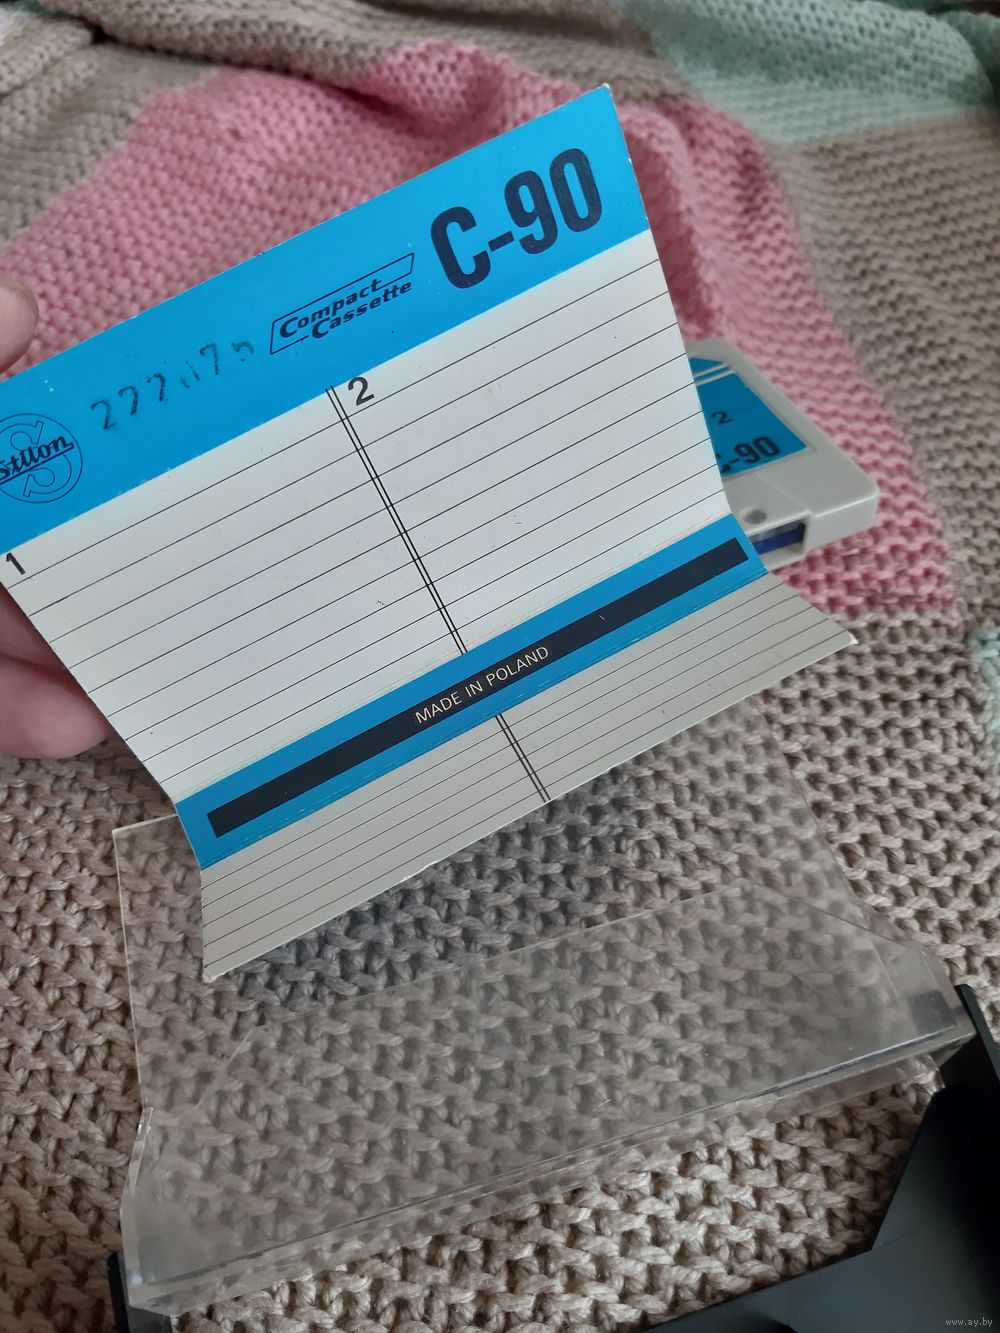 C-90
Compact
Cassette
Stilon
1
2
MADE IN POLAND
2
C-90
www.ay.by